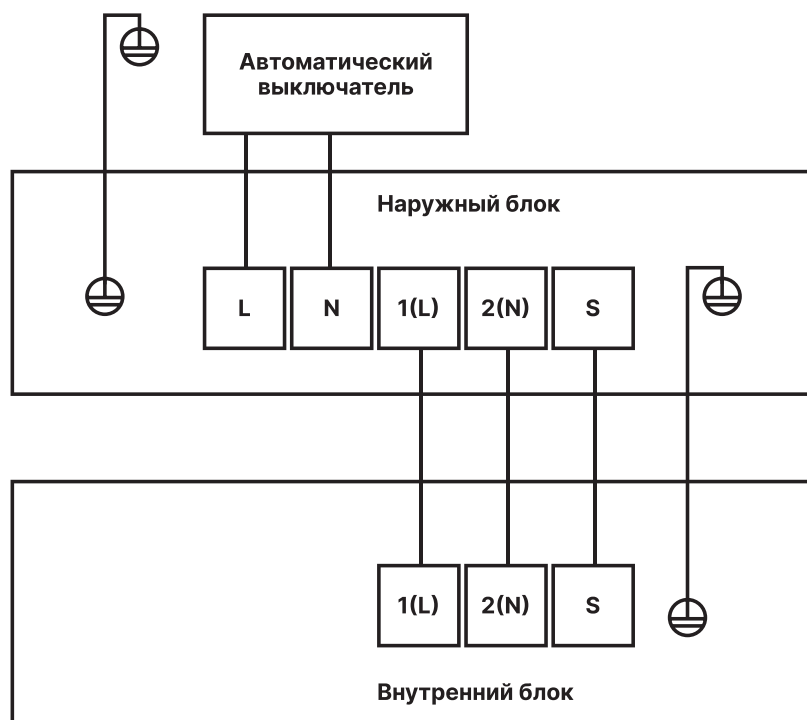 Автоматический
выключатель
Наружный блок
L N 1(L) 2(N) S
1(L) 2(N) S
Внутренний блок